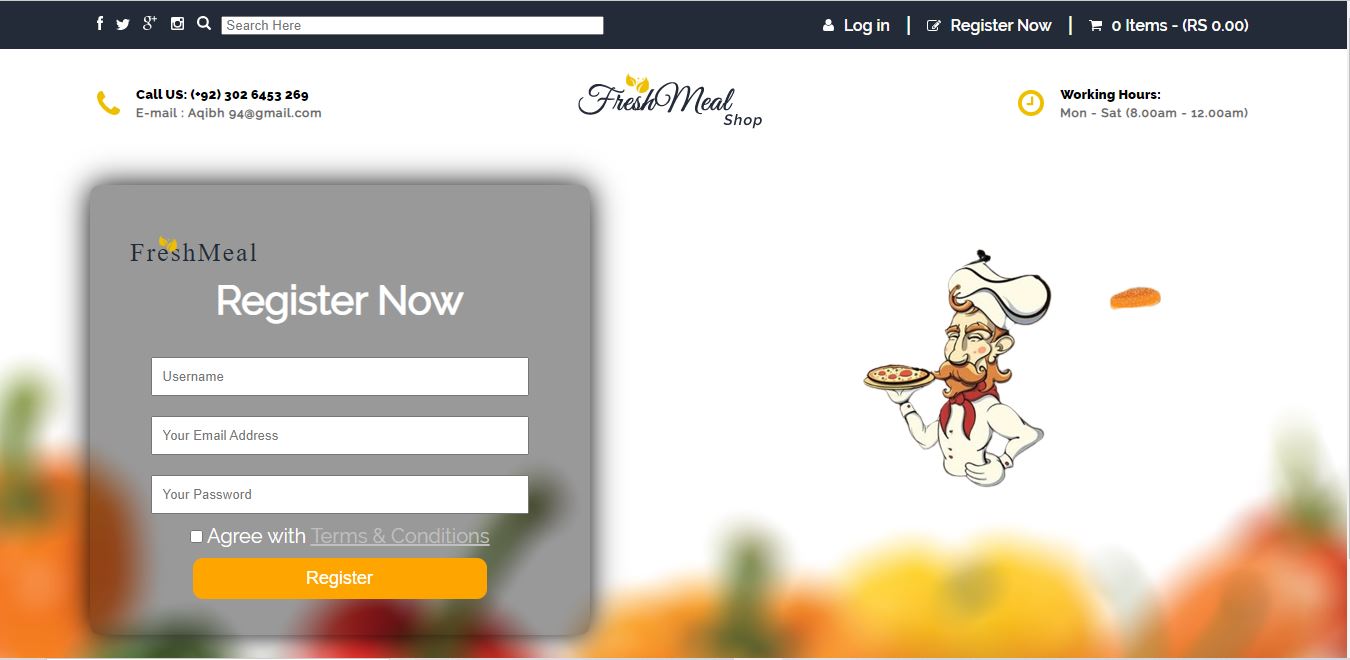 Search Here
Log in | Register Now | 0 Items - (RS 0.00)
Call US: (+92) 302 6453 269
E-mail : Aqibh 94@gmail.com
FreshMeal
Shop
Working Hours:
Mon - Sat (8.00am - 12.00am)
FreshMeal
Register Now
Username
Your Email Address
Your Password
Agree with Terms & Conditions
Register